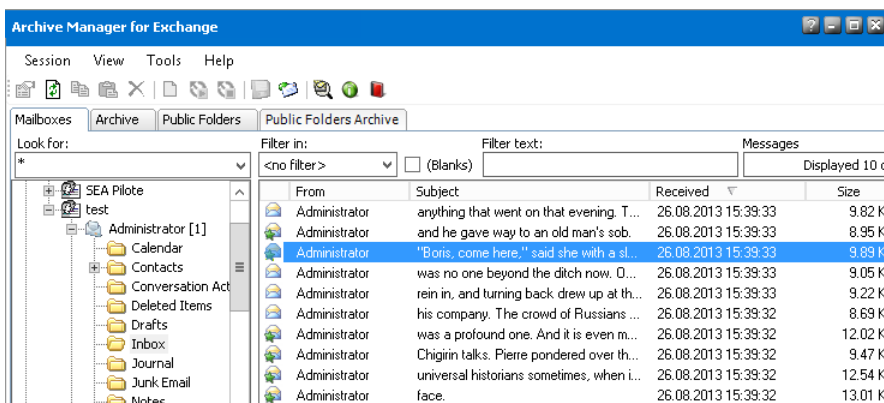 Archive Manager for Exchange
Session View Tools Help
Mailboxes Archive Public Folders Public Folders Archive
Look for: Filter in: Filter text: Messages
* <no filter> (Blanks) Displayed 10
From Subject Received Size
SEA Pilote
test
Administrator [1]
Calendar
Contacts
Conversation Act
Deleted Items
Drafts
Inbox
Journal
Junk Email
Notes
Administrator anything that went on that evening. T... 26.08.2013 15:39:33 9.82 K
Administrator and he gave way to an old man's sob. 26.08.2013 15:39:33 8.95 K
Administrator "Boris, come here," said she with a sl... 26.08.2013 15:39:33 9.89 K
Administrator was no one beyond the ditch now. O... 26.08.2013 15:39:33 9.05 K
Administrator rein in, and turning back drew up at th... 26.08.2013 15:39:33 9.22 K
Administrator his company. The crowd of Russians ... 26.08.2013 15:39:32 8.69 K
Administrator was a profound one. And it is even m... 26.08.2013 15:39:32 12.02 K
Administrator Chigirin talks. Pierre pondered over th... 26.08.2013 15:39:32 9.47 K
Administrator universal historians sometimes, when i... 26.08.2013 15:39:32 12.54 K
Administrator face. 26.08.2013 15:39:32 13.01 K